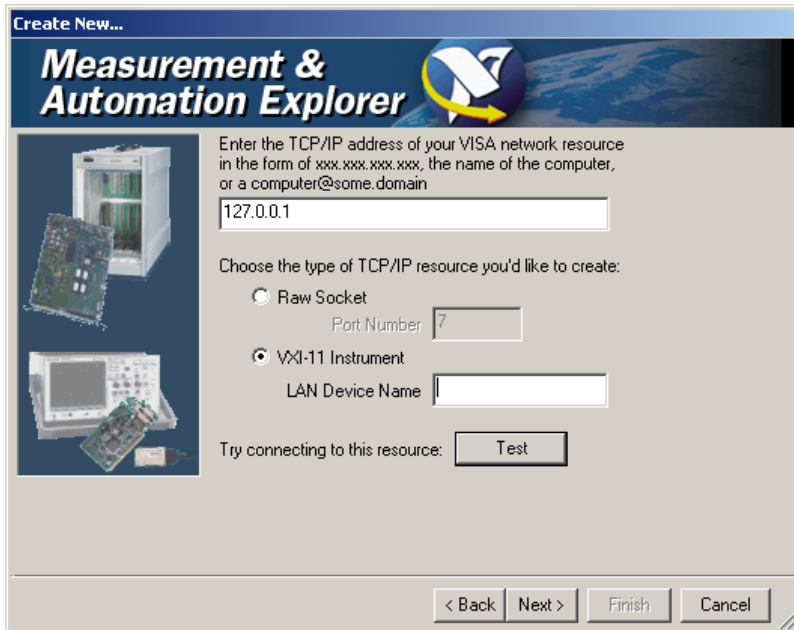 Create New...
Measurement &
Automation Explorer
Enter the TCP/IP address of your VISA network resource
in the form of xxx.xxx.xxx.xxx, the name of the computer,
or a computer@some.domain
127.0.0.1
Choose the type of TCP/IP resource you'd like to create:
Raw Socket
Port Number 7
VXI-11 Instrument
LAN Device Name
Try connecting to this resource: Test
< Back Next > Finish Cancel